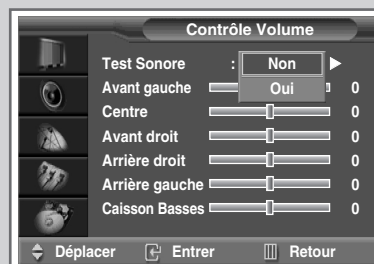 Contrôle Volume
Test Sonore : Non
Avant gauche Oui 0
Centre 0
Avant droit 0
Arrière droit 0
Arrière gauche 0
Caisson Basses 0
Déplacer Entrer Retour